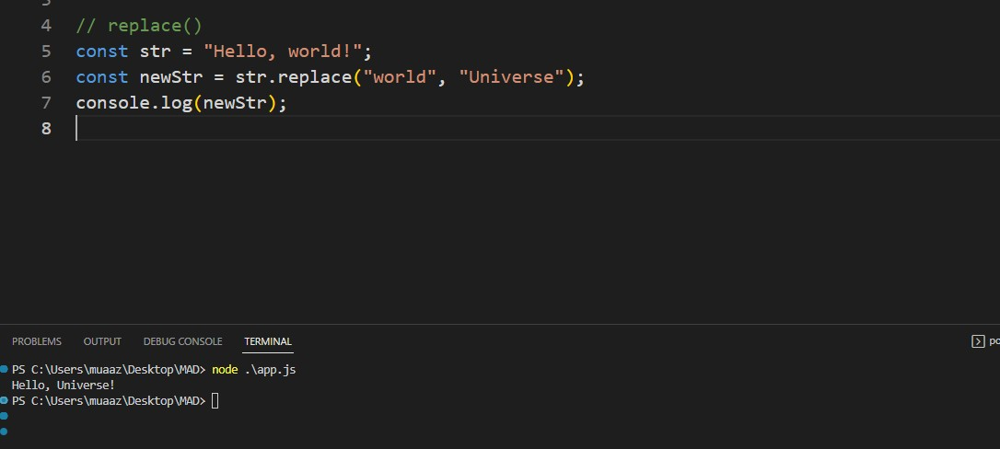 3
4 // replace()
5 const str = "Hello, world!";
6 const newStr = str.replace("world", "Universe");
7 console.log(newStr);
8
PROBLEMS OUTPUT DEBUG CONSOLE TERMINAL
PS C:\Users\muaaz\Desktop\MAD> node .\app.js
Hello, Universe!
PS C:\Users\muaaz\Desktop\MAD>